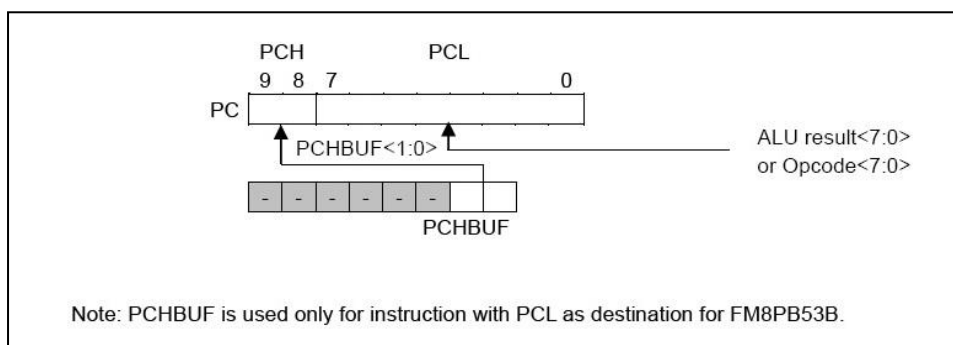 PCH PCL
9 8 7 0
PC
PCHBUF<1:0>
ALU result<7:0>
or Opcode<7:0>
- - - - - -
PCHBUF
Note: PCHBUF is used only for instruction with PCL as destination for FM8PB53B.